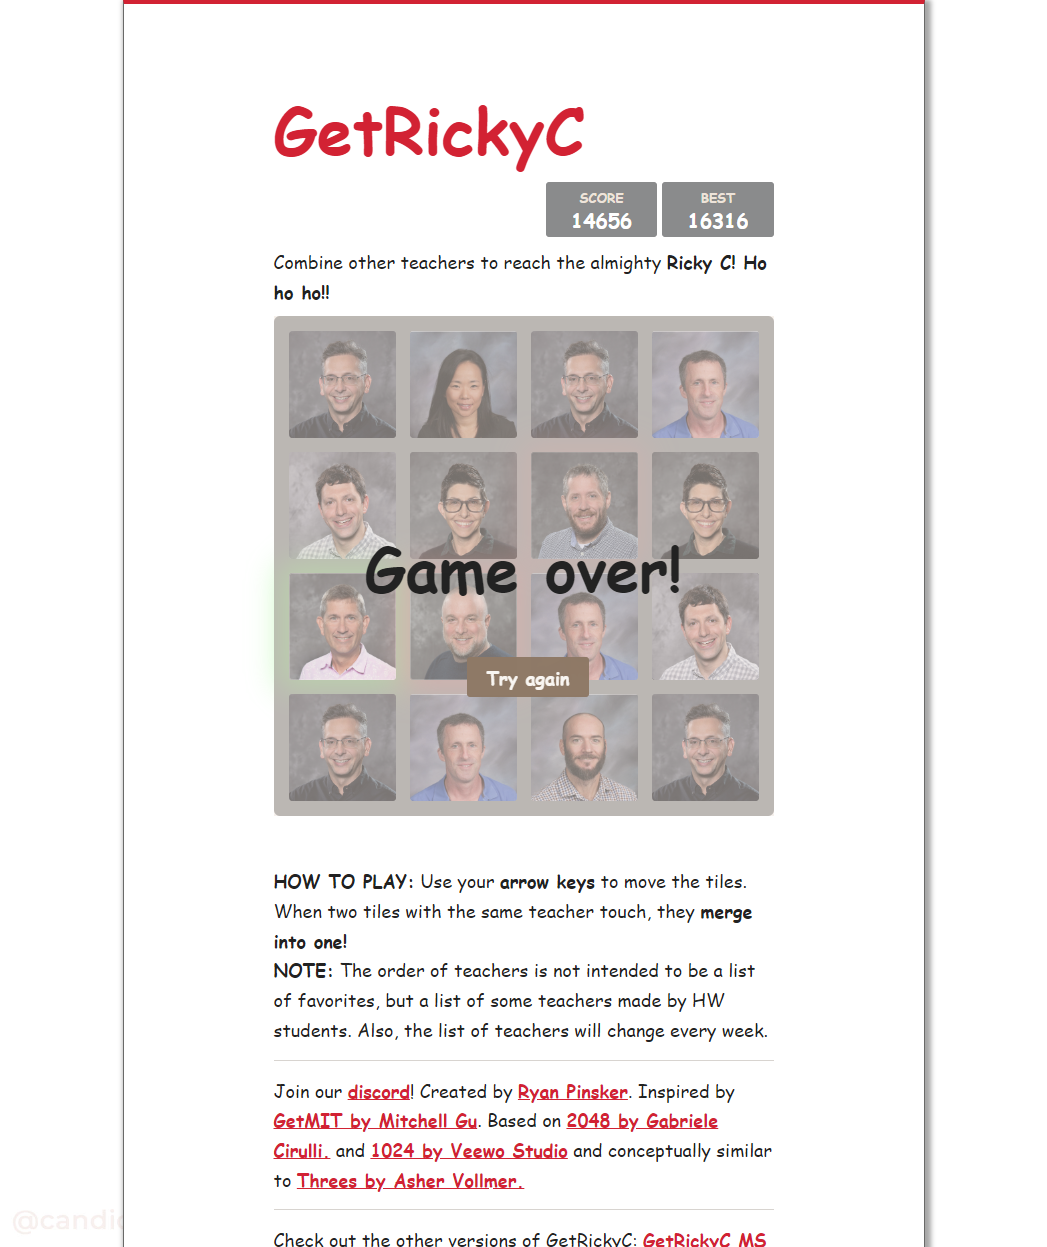 GetRickyC
SCORE
14656
BEST
16316
Combine other teachers to reach the almighty Ricky C! Ho
ho ho!!
Game over!
Try again
HOW TO PLAY: Use your arrow keys to move the tiles.
When two tiles with the same teacher touch, they merge
into one!
NOTE: The order of teachers is not intended to be a list
of favorites, but a list of some teachers made by HW
students. Also, the list of teachers will change every week.
Join our discord! Created by Ryan Pinsker. Inspired by
GetMIT by Mitchell Gu. Based on 2048 by Gabriele
Cirulli. and 1024 by Veewo Studio and conceptually similar
to Threes by Asher Vollmer.
Check out the other versions of GetRickyC: GetRickyC MS